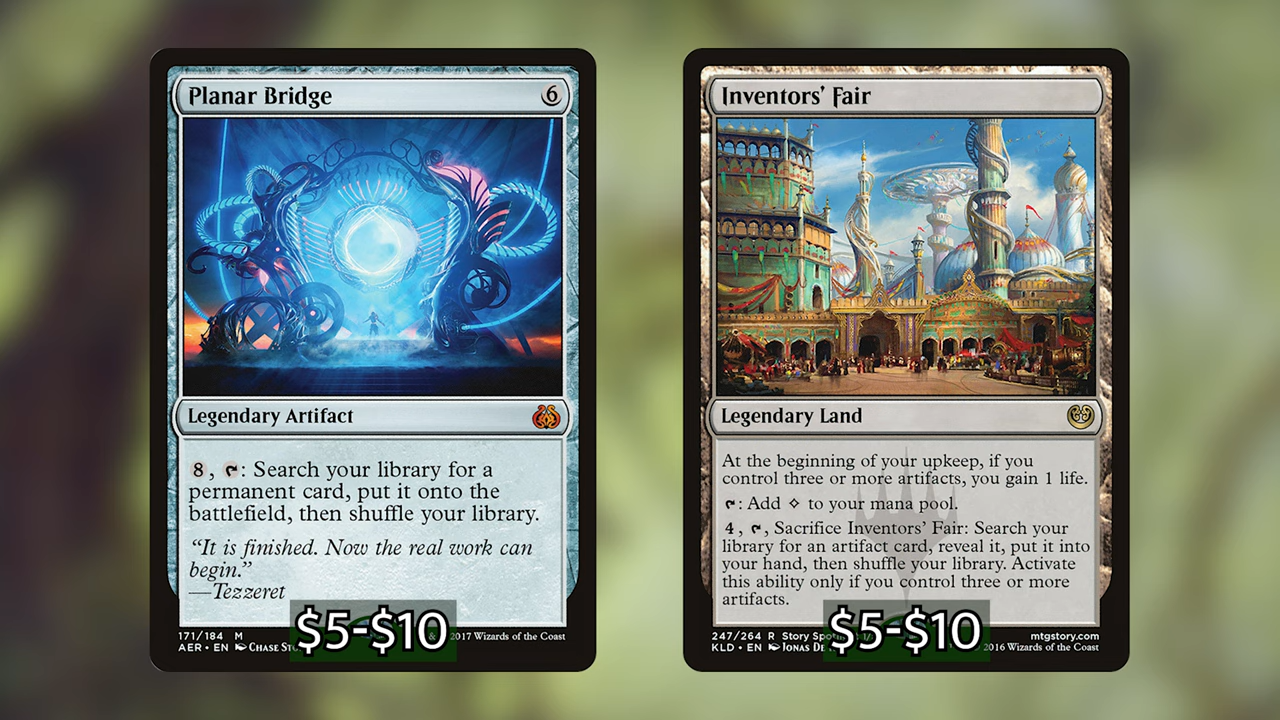 Planar Bridge
6
Legendary Artifact
8, : Search your library for a
permanent card, put it onto the
battlefield, then shuffle your library.
“It is finished. Now the real work can
begin.”
—Tezzeret
171/184 M
AER • EN CHASE
& © 2017 Wizards of the Coast
$5-$10
Inventors' Fair
Legendary Land
At the beginning of your upkeep, if you
control three or more artifacts, you gain 1 life.
: Add to your mana pool.
4, , Sacrifice Inventors' Fair: Search your
library for an artifact card, reveal it, put it into
your hand, then shuffle your library. Activate
this ability only if you control three or more
artifacts.
247/264 R Story
KLD • EN JONAS
mtgstory.com
© 2016 Wizards of the Coast
$5-$10